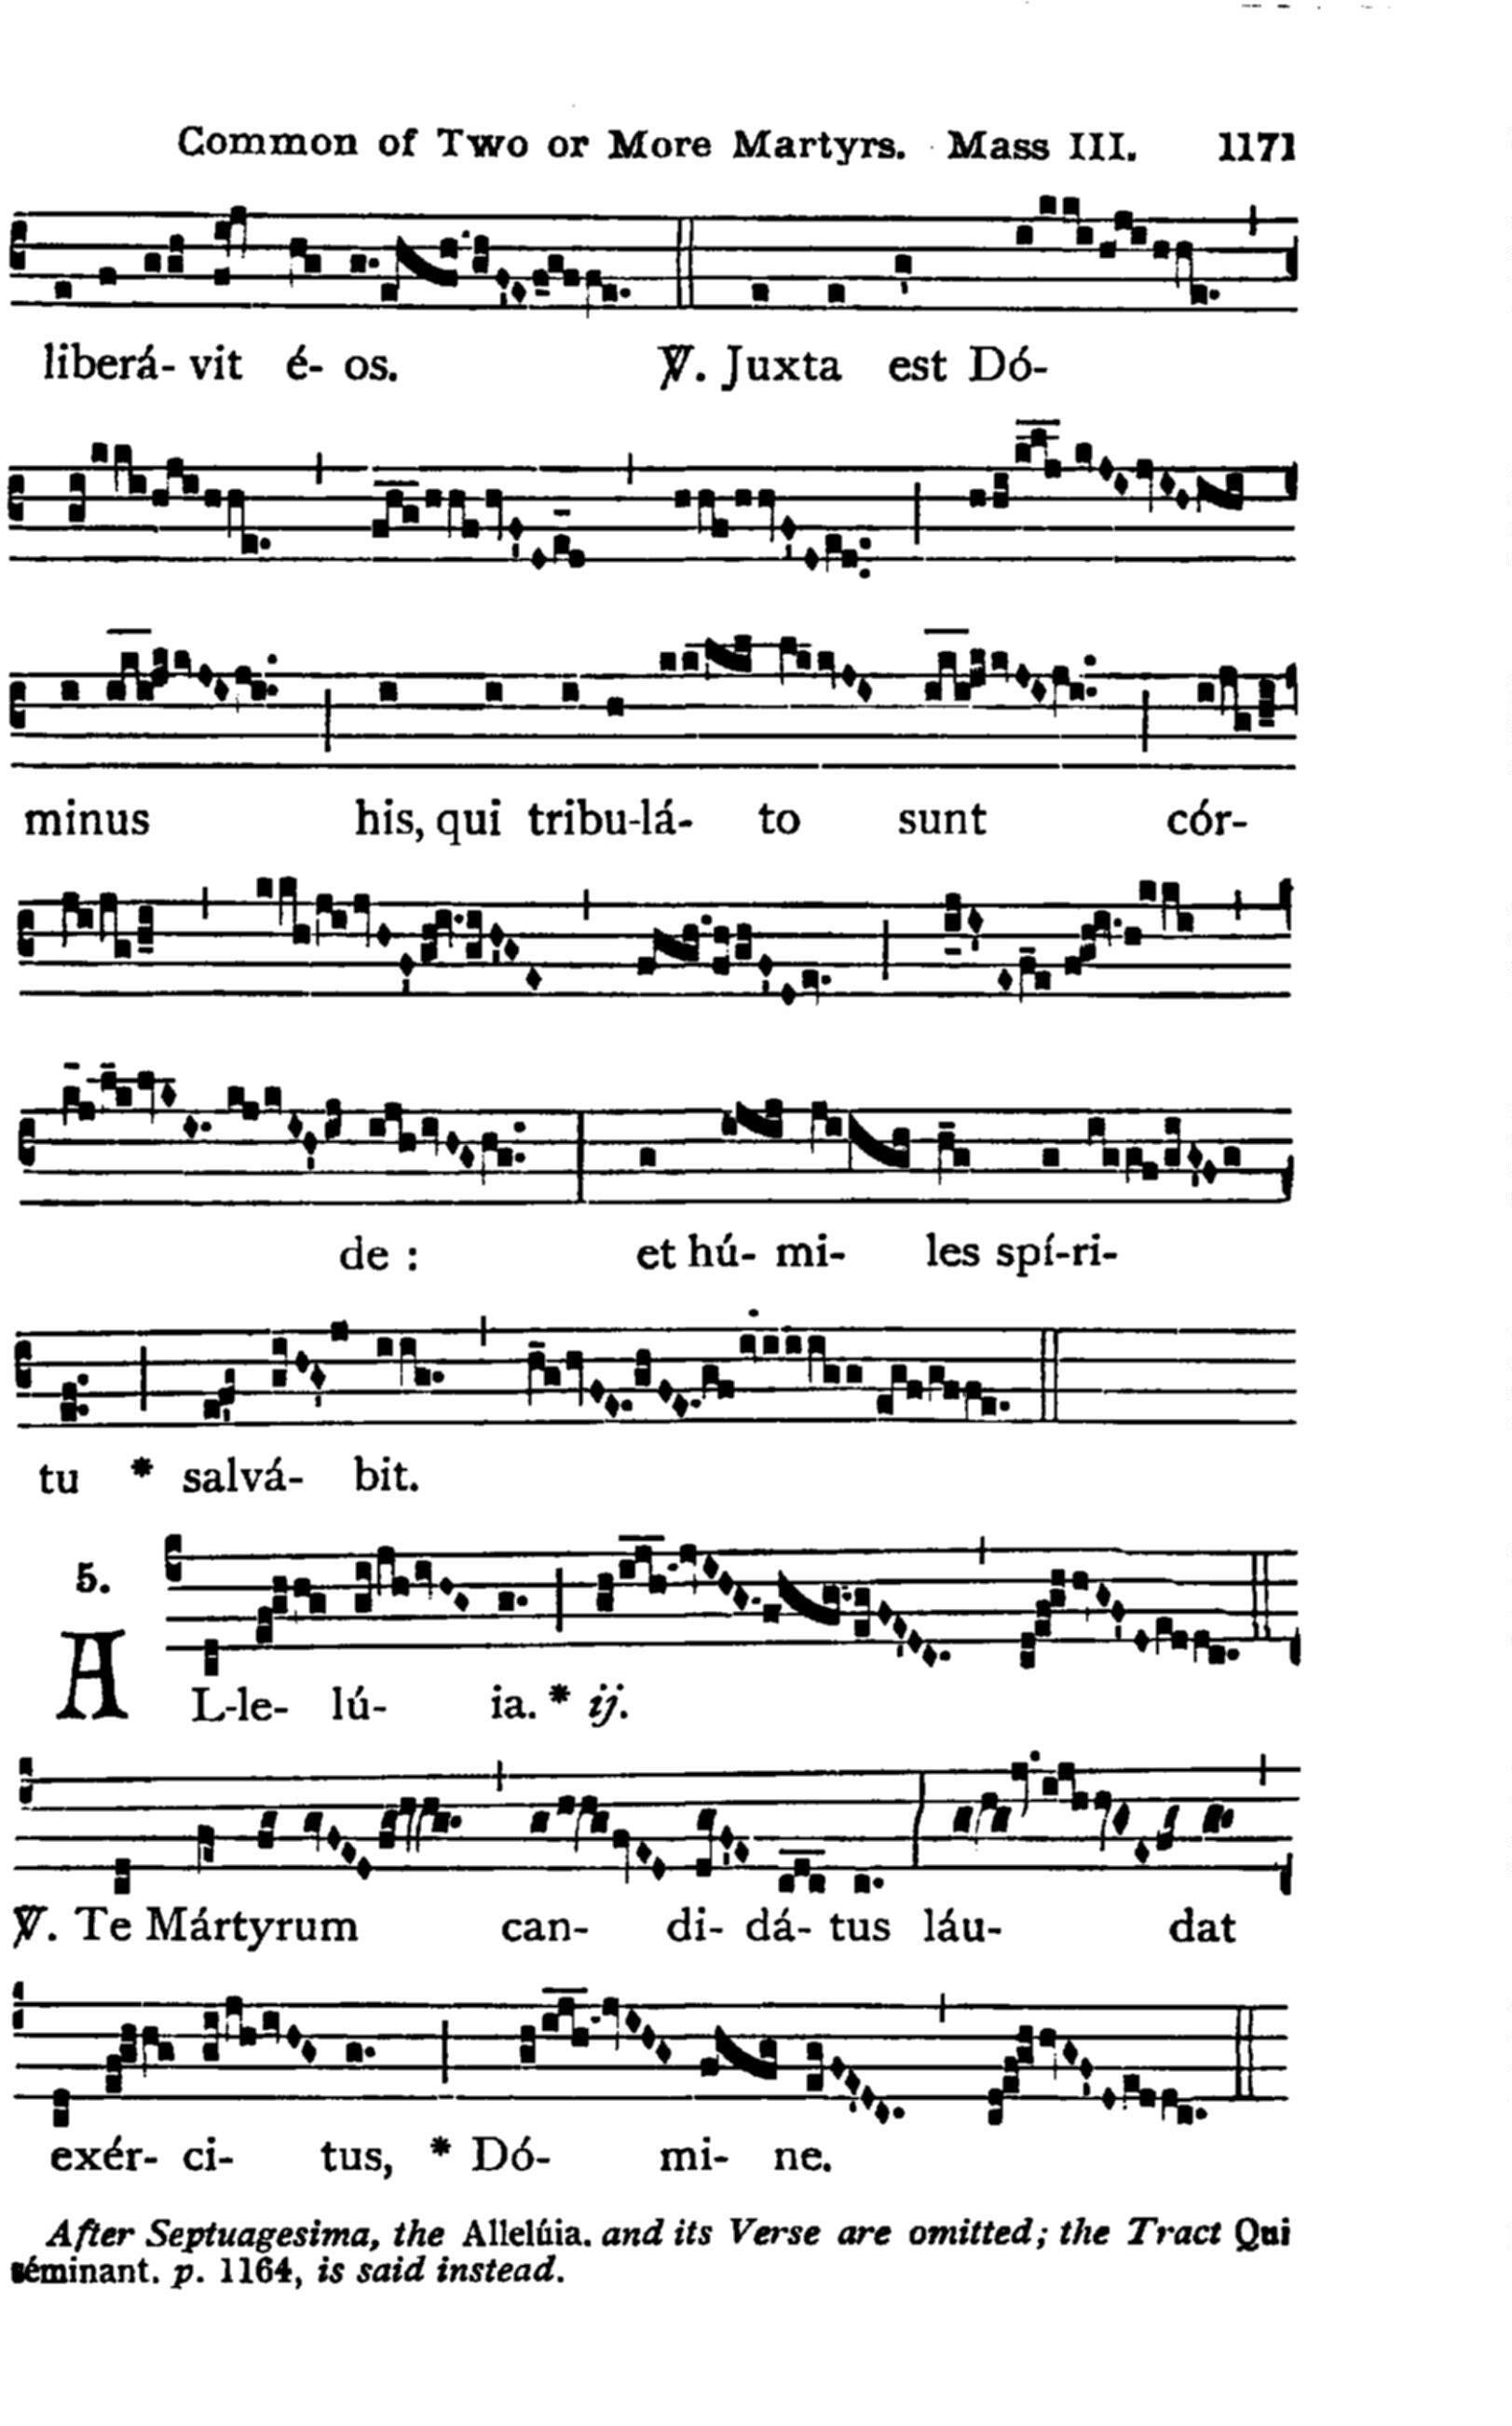 Common of Two or More Martyrs. Mass III. 1171
liberá- vit é- os. ℣. Juxta est Dó-
minus his, qui tribu-lá- to sunt cór-
de : et hú- mi- les spí-ri-
tu * salvá- bit.
5.
AL-le- lú- ia. * ij.
℣. Te Mártyrum can- di- dá- tus láu- dat
exér- ci- tus, * Dó- mi- ne.
After Septuagesima, the Allelúia. and its Verse are omitted; the Tract Qui
séminant. p. 1164, is said instead.